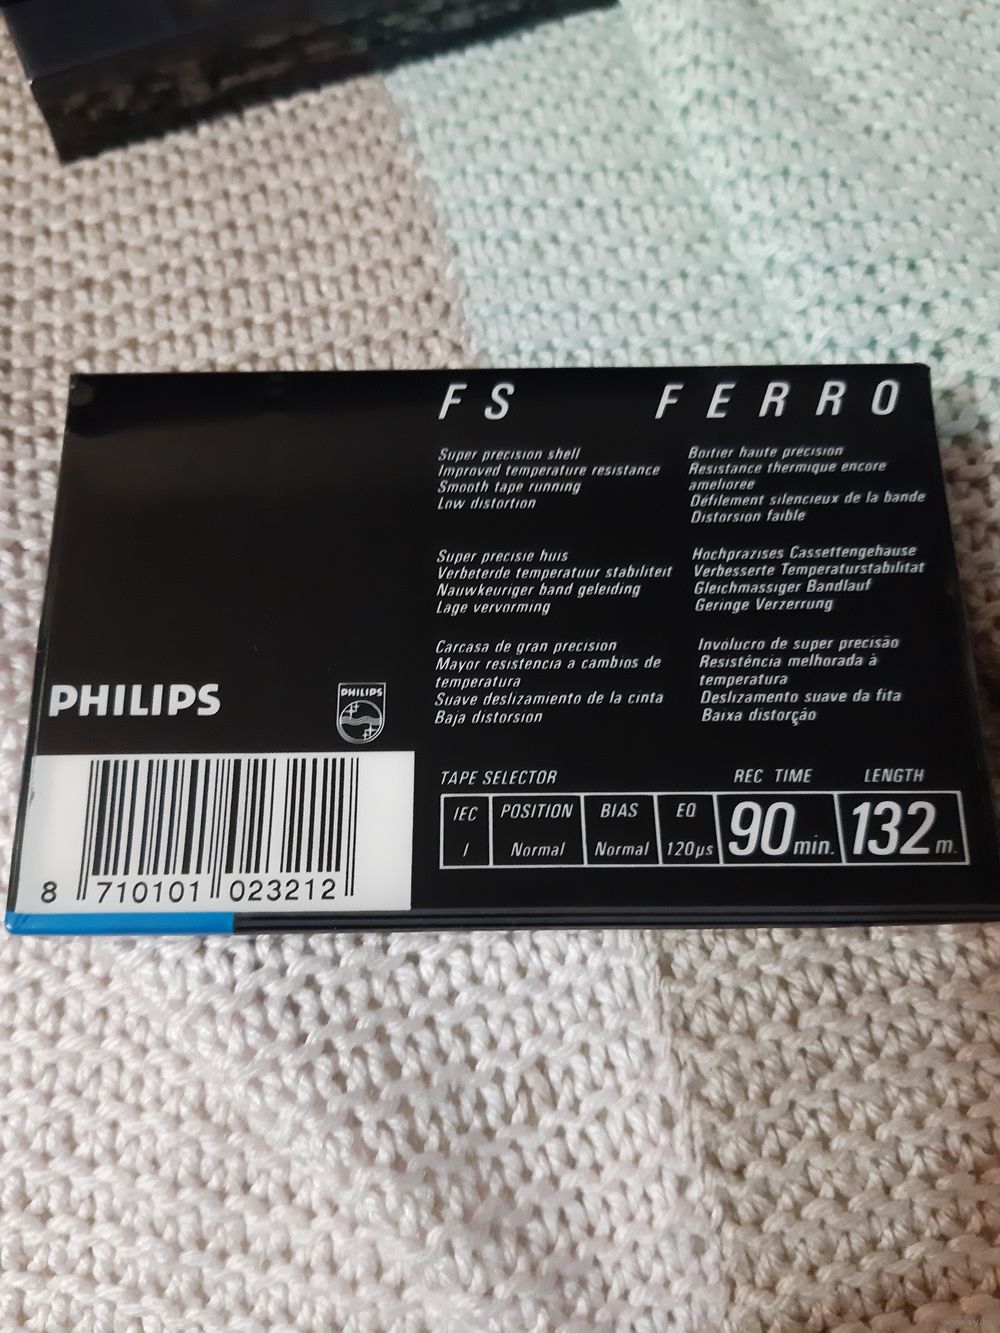 FS FERRO
Super precision shell
Improved temperature resistance
Smooth tape running
Low distortion
Boîtier haute précision
Resistance thermique encore
amelioree
Défilement silencieux de la bande
Distorsion faible
Super precisie huis
Verbeterde temperatuur stabiliteit
Nauwkeuriger band geleiding
Lage vervorming
Hochprazises Cassettengehause
Verbesserte Temperaturstabilitat
Gleichmassiger Bandlauf
Geringe Verzerrung
Carcasa de gran precision
Mayor resistencia a cambios de
temperatura
Suave deslizamiento de la cinta
Baja distorsion
Invólucro de super precisão
Resistência melhorada à
temperatura
Deslizamento suave da fita
Baixa distorção
PHILIPS
PHILIPS
8 710101 023212
TAPE SELECTOR
REC TIME
LENGTH
IEC POSITION BIAS EQ
I Normal Normal 120µs
90 min.
132 m.
www.ay.by